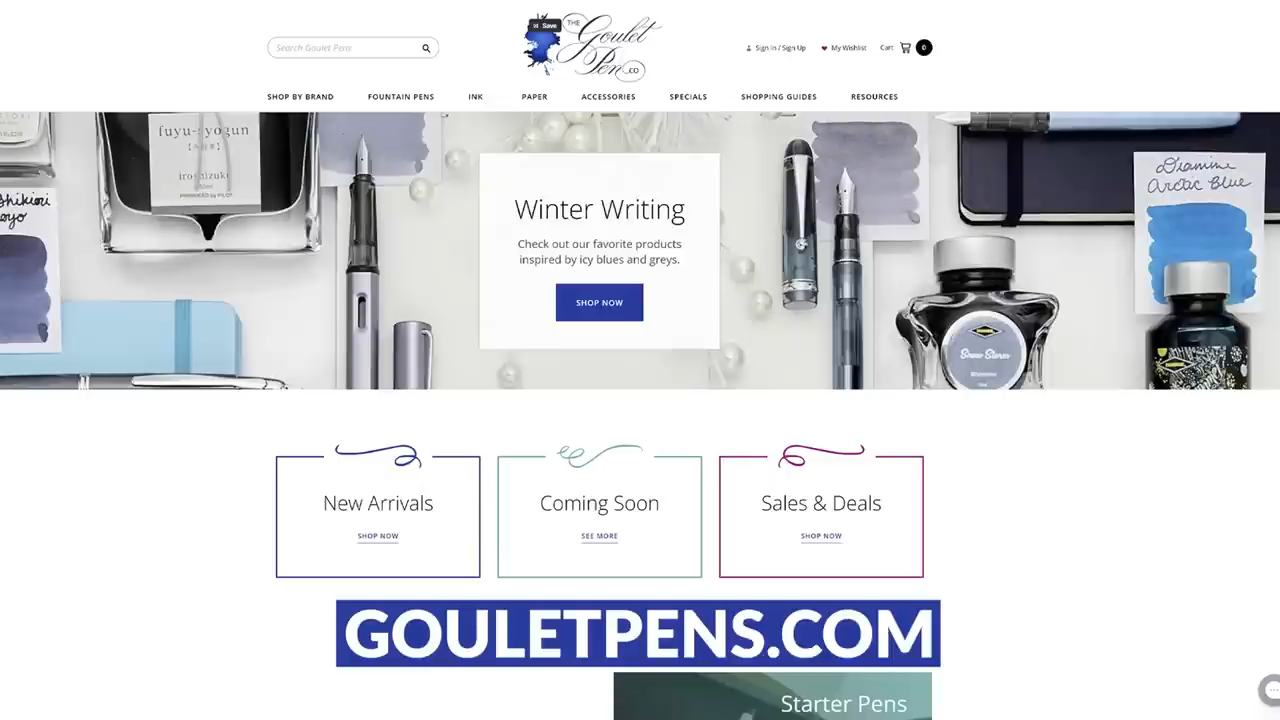 Save
THE
Goulet
Pen CO
Search Goulet Pens
Sign In / Sign Up
My Wishlist
Cart
0
SHOP BY BRAND
FOUNTAIN PENS
INK
PAPER
ACCESSORIES
SPECIALS
SHOPPING GUIDES
RESOURCES
fuyu-syogun
iroshizuku
Diamine
Arctic Blue
Winter Writing
Check out our favorite products
inspired by icy blues and greys.
SHOP NOW
Snow Storm
New Arrivals
SHOP NOW
Coming Soon
SEE MORE
Sales & Deals
SHOP NOW
GOULETPENS.COM
Starter Pens